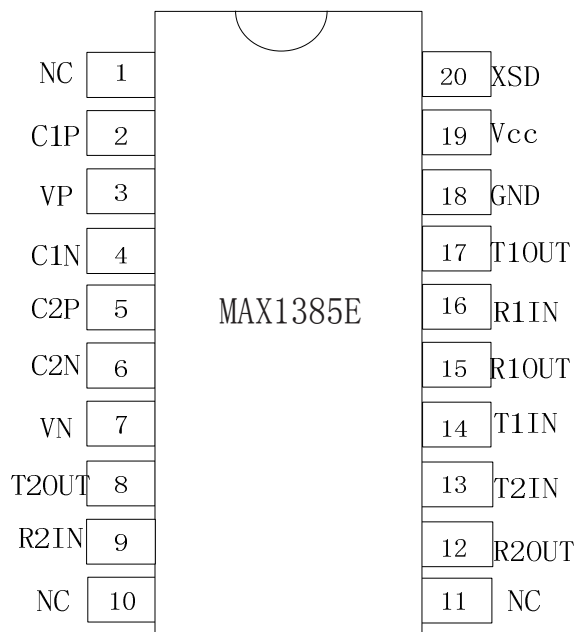 NC 1 20 XSD
C1P 2 19 Vcc
VP 3 18 GND
C1N 4 17 T1OUT
C2P 5 MAX1385E 16 R1IN
C2N 6 15 R1OUT
VN 7 14 T1IN
T2OUT 8 13 T2IN
R2IN 9 12 R2OUT
NC 10 11 NC